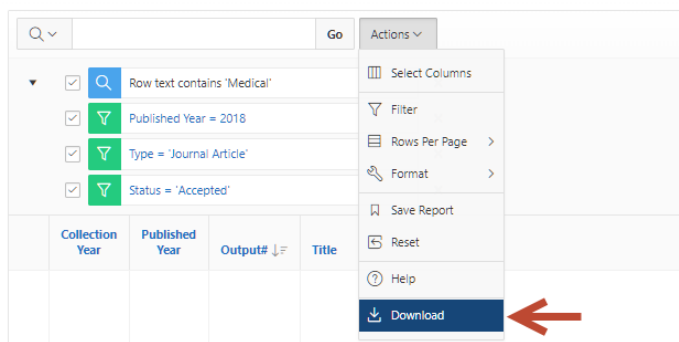 Go
Actions
Row text contains 'Medical'
Published Year = 2018
Type = 'Journal Article'
Status = 'Accepted'
Select Columns
Filter
Rows Per Page
Format
Save Report
Reset
Help
Download
Collection
Year
Published
Year
Output#
Title